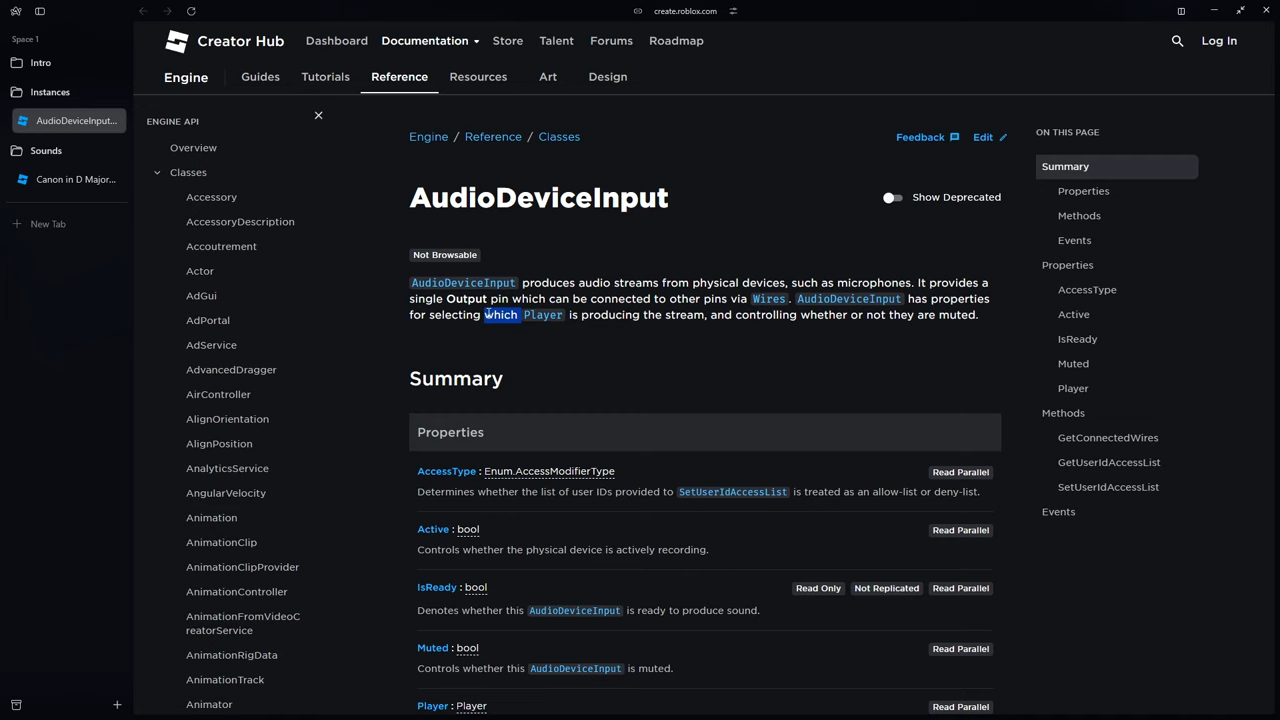 create.roblox.com
Space 1
Intro
Instances
AudioDeviceInput...
Sounds
Canon in D Major...
New Tab
Creator Hub
Dashboard
Documentation
Store
Talent
Forums
Roadmap
Log In
Engine
Guides
Tutorials
Reference
Resources
Art
Design
ENGINE API
Overview
Classes
Accessory
AccessoryDescription
Accoutrement
Actor
AdGui
AdPortal
AdService
AdvancedDragger
AirController
AlignOrientation
AlignPosition
AnalyticsService
AngularVelocity
Animation
AnimationClip
AnimationClipProvider
AnimationController
AnimationFromVideoC
reatorService
AnimationRigData
AnimationTrack
Animator
Engine / Reference / Classes
Feedback
Edit
AudioDeviceInput
Show Deprecated
Not Browsable
AudioDeviceInput produces audio streams from physical devices, such as microphones. It provides a
single Output pin which can be connected to other pins via Wires. AudioDeviceInput has properties
for selecting which Player is producing the stream, and controlling whether or not they are muted.
Summary
Properties
AccessType : Enum.AccessModifierType
Read Parallel
Determines whether the list of user IDs provided to SetUserIdAccessList is treated as an allow-list or deny-list.
Active : bool
Read Parallel
Controls whether the physical device is actively recording.
IsReady : bool
Read Only
Not Replicated
Read Parallel
Denotes whether this AudioDeviceInput is ready to produce sound.
Muted : bool
Read Parallel
Controls whether this AudioDeviceInput is muted.
Player : Player
Read Parallel
ON THIS PAGE
Summary
Properties
Methods
Events
Properties
AccessType
Active
IsReady
Muted
Player
Methods
GetConnectedWires
GetUserIdAccessList
SetUserIdAccessList
Events